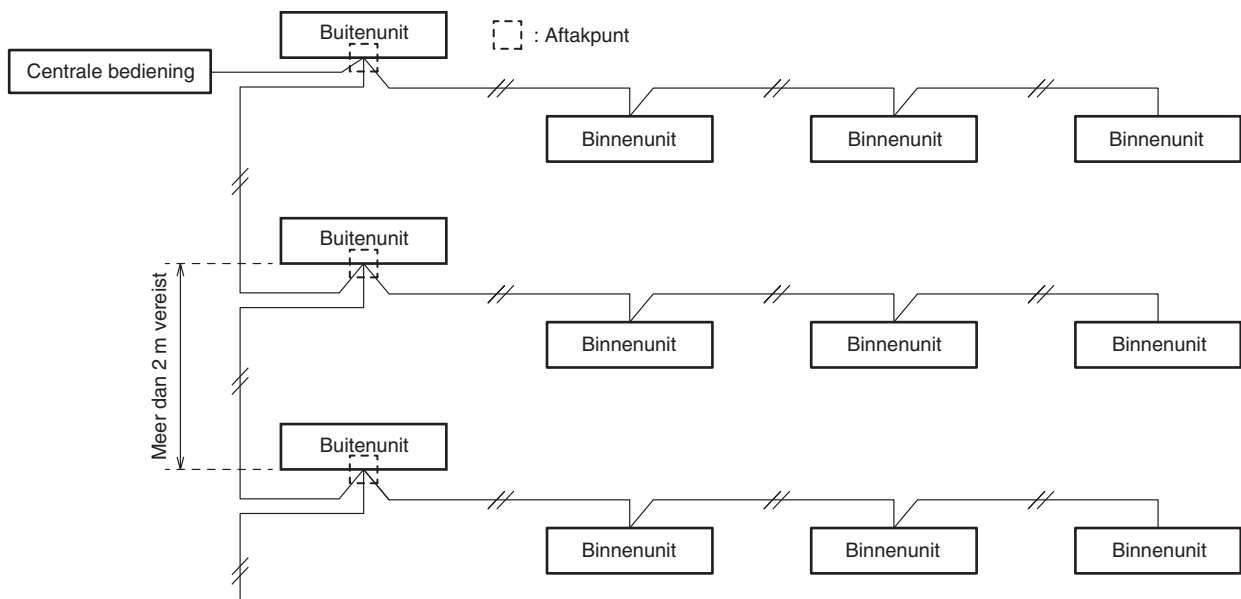 Buitenunit
: Aftakpunt
Centrale bediening
Binnenunit
Binnenunit
Binnenunit
Buitenunit
Meer dan 2 m vereist
Binnenunit
Binnenunit
Binnenunit
Buitenunit
Binnenunit
Binnenunit
Binnenunit